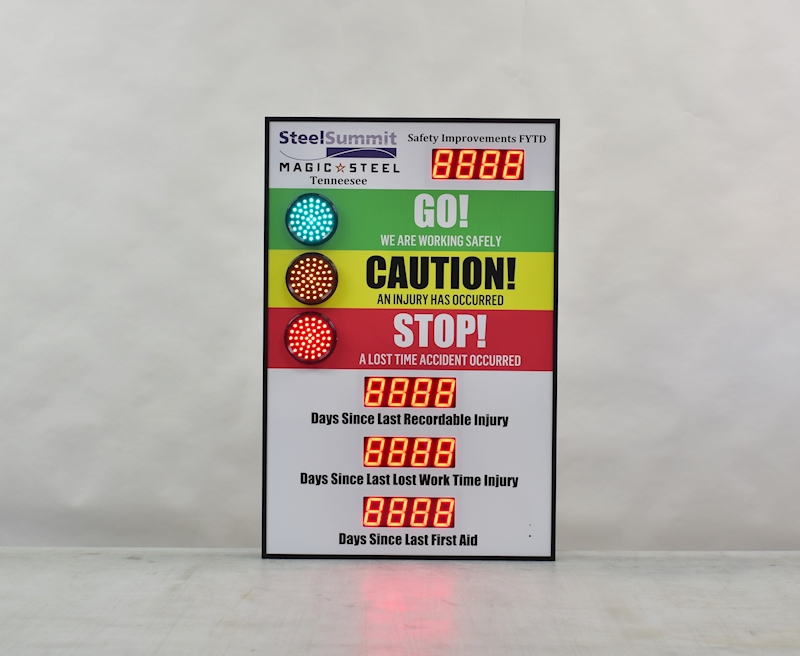 SteelSummit
MAGIC☆STEEL
Tenneesee
Safety Improvements FYTD
8888
GO!
WE ARE WORKING SAFELY
CAUTION!
AN INJURY HAS OCCURRED
STOP!
A LOST TIME ACCIDENT OCCURRED
8888
Days Since Last Recordable Injury
8888
Days Since Last Lost Work Time Injury
8888
Days Since Last First Aid